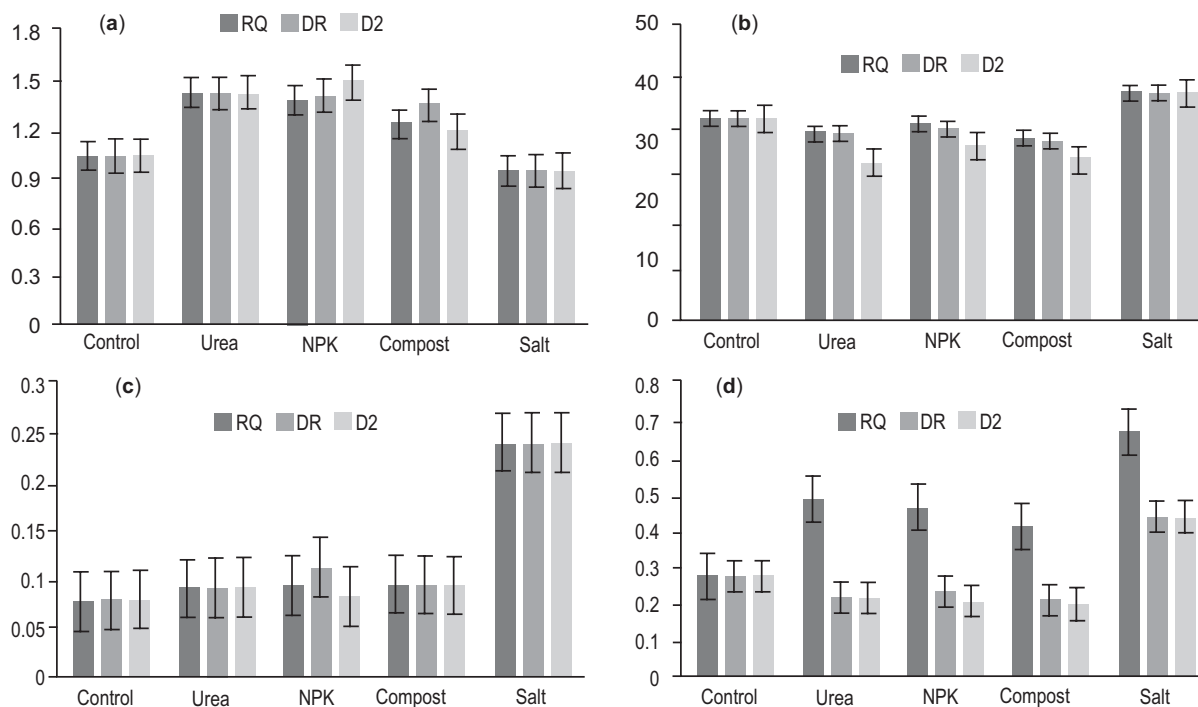 (a)
RQ DR D2
1.8
1.5
1.2
0.9
0.6
0.3
0
Control Urea NPK Compost Salt
(b)
RQ DR D2
50
40
30
20
10
0
Control Urea NPK Compost Salt
(c)
RQ DR D2
0.3
0.25
0.2
0.15
0.1
0.05
0
Control Urea NPK Compost Salt
(d)
RQ DR D2
0.8
0.7
0.6
0.5
0.4
0.3
0.2
0.1
0
Control Urea NPK Compost Salt